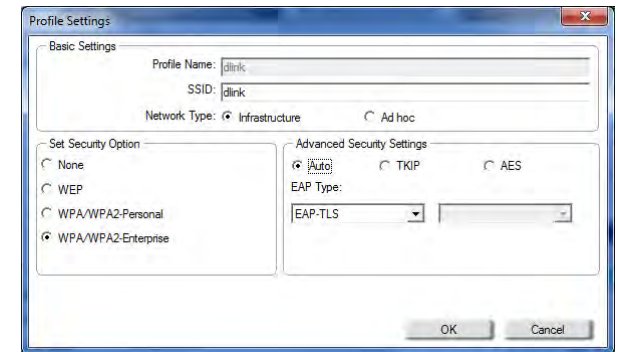 Profile Settings
Basic Settings
Profile Name: dlink
SSID: dlink
Network Type: Infrastructure Ad hoc
Set Security Option
None
WEP
WPA/WPA2-Personal
WPA/WPA2-Enterprise
Advanced Security Settings
Auto TKIP AES
EAP Type:
EAP-TLS
OK Cancel